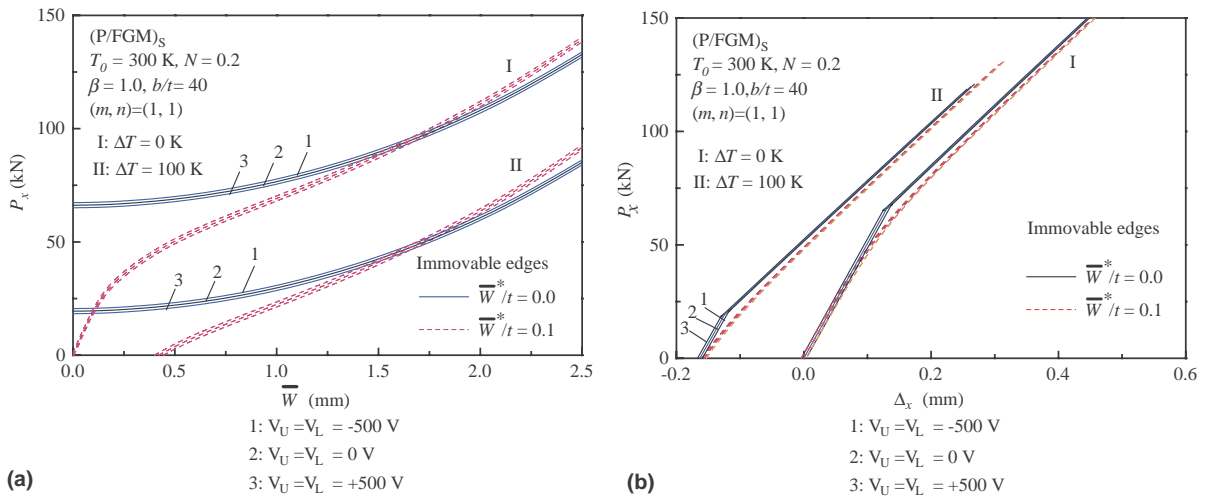 (P/FGM)S
T0 = 300 K, N = 0.2
β = 1.0, b/t = 40
(m, n)=(1, 1)
I: ΔT = 0 K
II: ΔT = 100 K
I
II
1
2
3
1
2
3
Immovable edges
W̅*/t = 0.0
W̅*/t = 0.1
150
125
100
75
50
25
0
Px (kN)
0.0 0.5 1.0 1.5 2.0 2.5
W̅ (mm)
1: VU =VL = -500 V
2: VU =VL = 0 V
3: VU =VL = +500 V
(a)
(P/FGM)S
T0 = 300 K, N = 0.2
β = 1.0,b/t= 40
(m, n)=(1, 1)
I: ΔT = 0 K
II: ΔT = 100 K
I
II
1
2
3
Immovable edges
W̅*/t = 0.0
W̅*/t = 0.1
150
100
50
0
Px (kN)
-0.2 0.0 0.2 0.4 0.6
Δx (mm)
1: VU =VL = -500 V
2: VU =VL = 0 V
3: VU =VL = +500 V
(b)